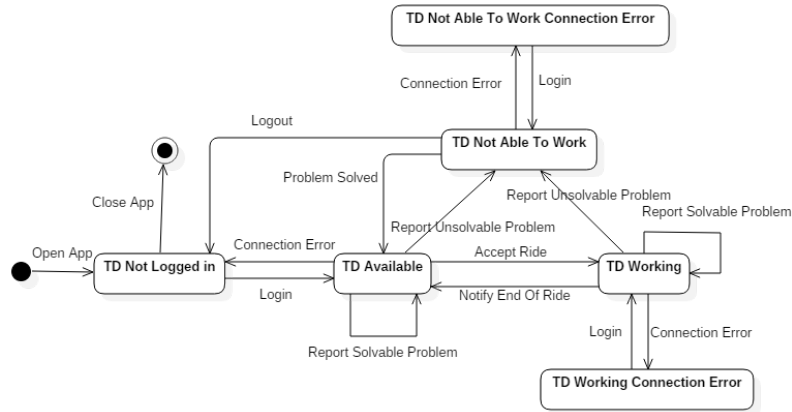 TD Not Able To Work Connection Error
Connection Error
Login
Logout
TD Not Able To Work
Problem Solved
Report Unsolvable Problem
Close App
Report Solvable Problem
Report Unsolvable Problem
Open App
Connection Error
Accept Ride
TD Not Logged in
TD Available
TD Working
Login
Notify End Of Ride
Login
Connection Error
Report Solvable Problem
TD Working Connection Error